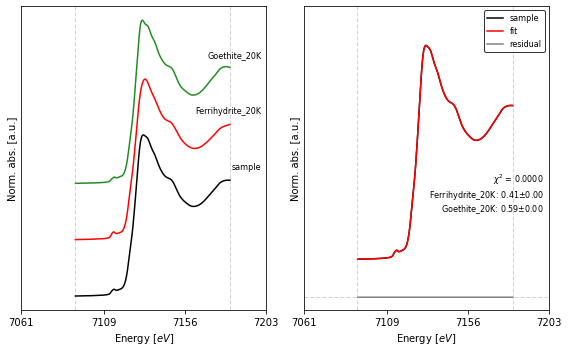 Norm. abs. [a.u.]
Goethite_20K
Ferrihydrite_20K
sample
7061 7109 7156 7203
Energy [eV]
Norm. abs. [a.u.]
sample
fit
residual
χ² = 0.0000
Ferrihydrite_20K: 0.41±0.00
Goethite_20K: 0.59±0.00
7061 7109 7156 7203
Energy [eV]